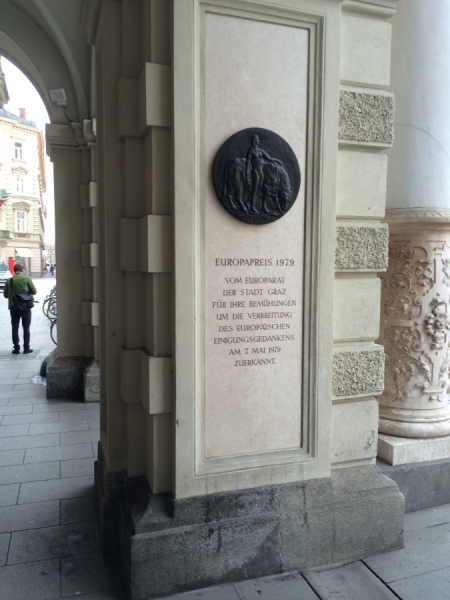 EUROPAPREIS 1979
VOM EUROPARAT
DER STADT GRAZ
FÜR IHRE BEMÜHUNGEN
UM DIE VERBREITUNG
DES EUROPÄISCHEN
EINIGUNGSGEDANKENS
AM 7. MAI 1979
ZUERKANNT.